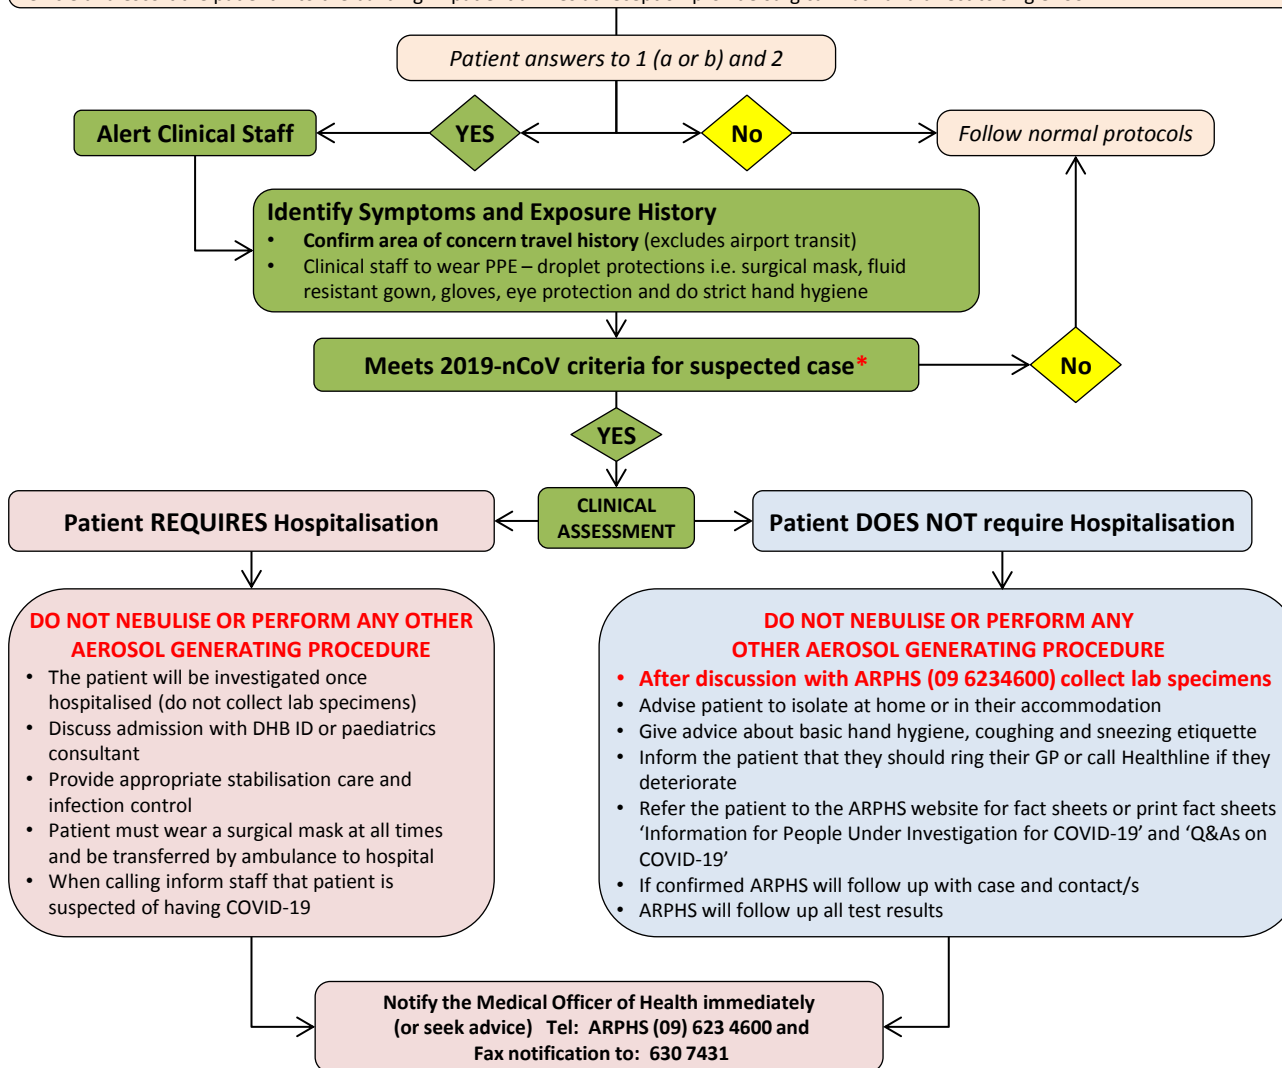 Patient answers to 1 (a or b) and 2
Alert Clinical Staff
YES
No
Follow normal protocols
Identify Symptoms and Exposure History
• Confirm area of concern travel history (excludes airport transit)
• Clinical staff to wear PPE – droplet protections i.e. surgical mask, fluid
resistant gown, gloves, eye protection and do strict hand hygiene
Meets 2019-nCoV criteria for suspected case*
No
YES
CLINICAL
ASSESSMENT
Patient REQUIRES Hospitalisation
Patient DOES NOT require Hospitalisation
DO NOT NEBULISE OR PERFORM ANY OTHER
AEROSOL GENERATING PROCEDURE
• The patient will be investigated once
hospitalised (do not collect lab specimens)
• Discuss admission with DHB ID or paediatrics
consultant
• Provide appropriate stabilisation care and
infection control
• Patient must wear a surgical mask at all times
and be transferred by ambulance to hospital
• When calling inform staff that patient is
suspected of having COVID-19
DO NOT NEBULISE OR PERFORM ANY
OTHER AEROSOL GENERATING PROCEDURE
• After discussion with ARPHS (09 6234600) collect lab specimens
• Advise patient to isolate at home or in their accommodation
• Give advice about basic hand hygiene, coughing and sneezing etiquette
• Inform the patient that they should ring their GP or call Healthline if they
deteriorate
• Refer the patient to the ARPHS website for fact sheets or print fact sheets
‘Information for People Under Investigation for COVID-19’ and ‘Q&As on
COVID-19’
• If confirmed ARPHS will follow up with case and contact/s
• ARPHS will follow up all test results
Notify the Medical Officer of Health immediately
(or seek advice) Tel: ARPHS (09) 623 4600 and
Fax notification to: 630 7431